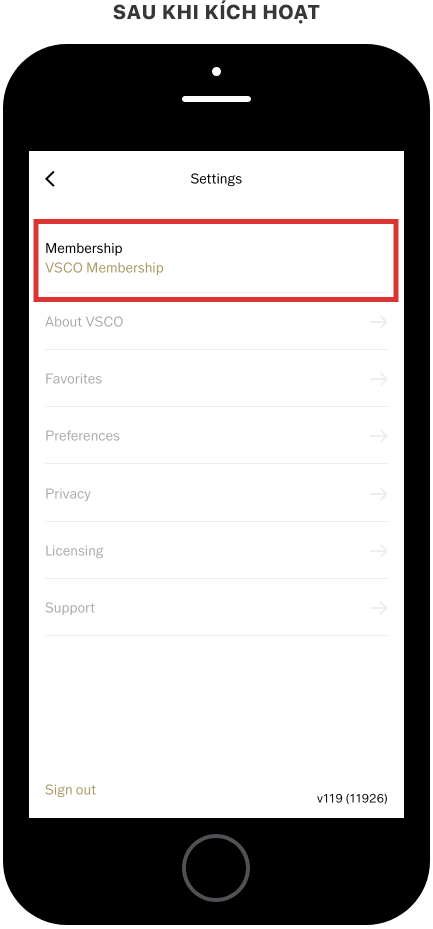 SAU KHI KÍCH HOẠT
Settings
Membership
VSCO Membership
About VSCO
Favorites
Preferences
Privacy
Licensing
Support
Sign out
v119 (11926)